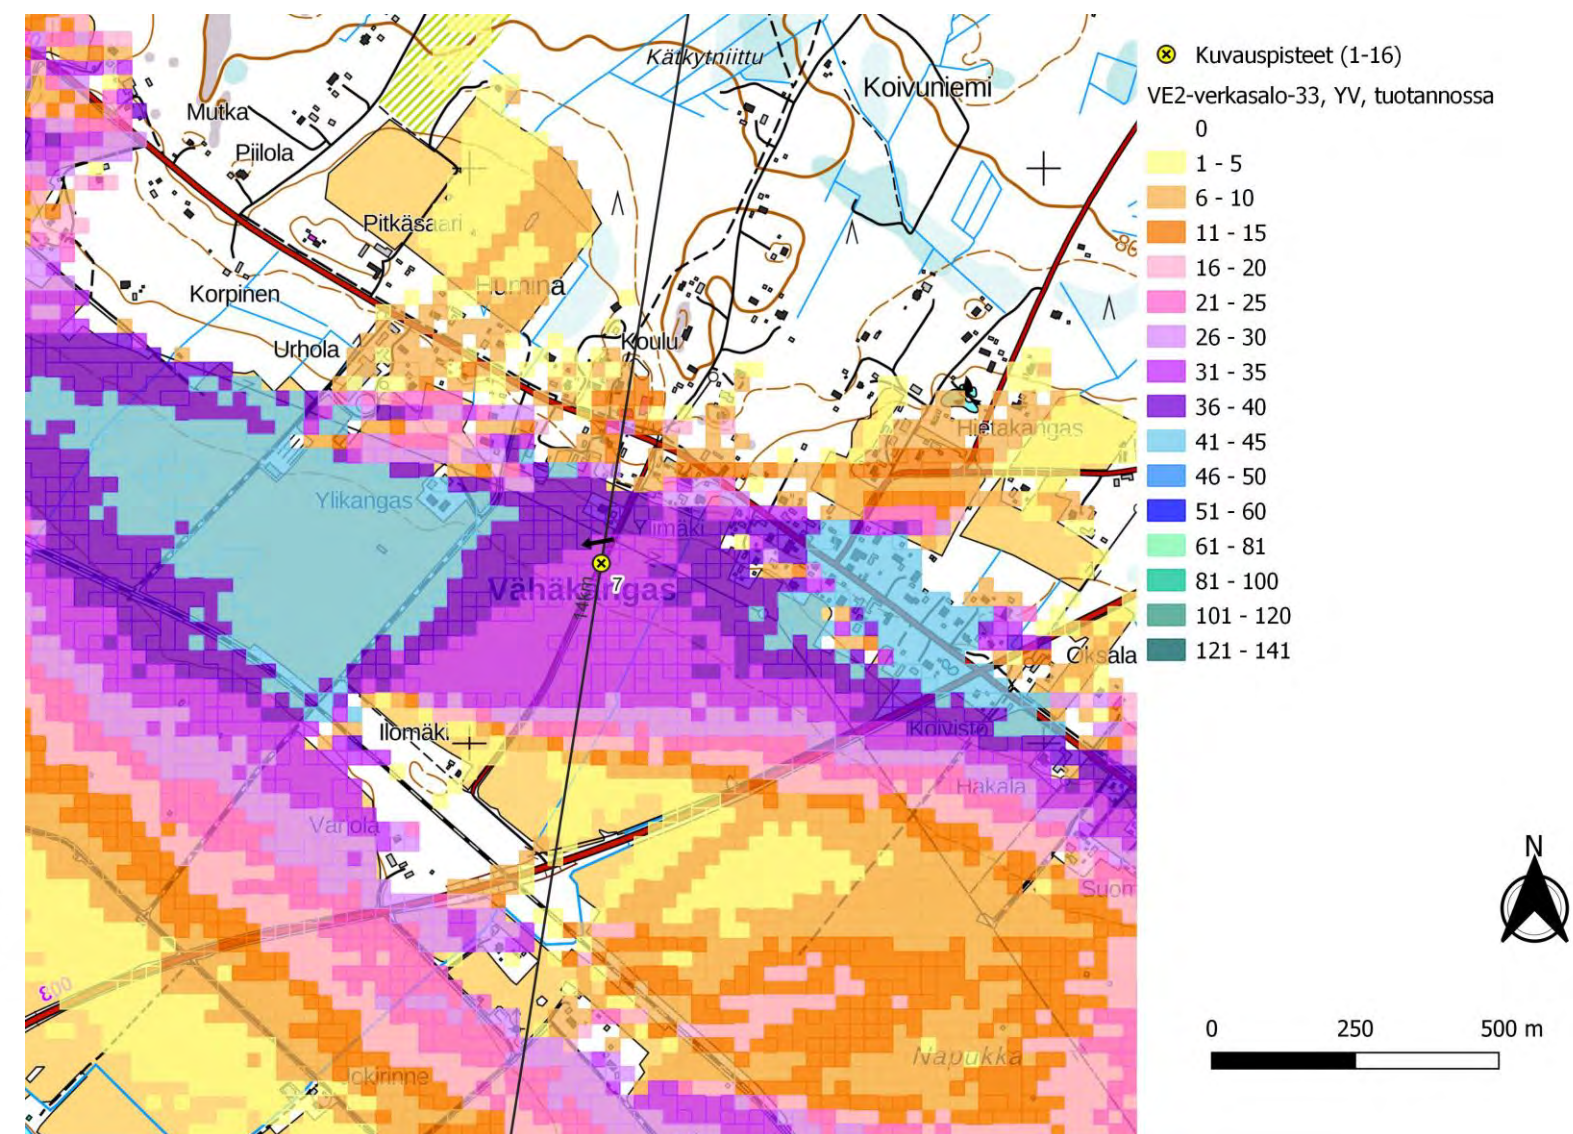 Kätkytniittu
Koivuniemi
Mutka
Piilola
Pitkäsaari
Humina
Korpinen
Urhola
Koulu
Hietakangas
Ylikangas
Ylimäki
Vähäkangas
7
14km
Oksala
Ilomäki
Koivisto
Hakala
Varjola
Suom
Napukka
ckirinne
Kuvauspisteet (1-16)
VE2-verkasalo-33, YV, tuotannossa
0
1 - 5
6 - 10
11 - 15
16 - 20
21 - 25
26 - 30
31 - 35
36 - 40
41 - 45
46 - 50
51 - 60
61 - 81
81 - 100
101 - 120
121 - 141
N
0 250 500 m